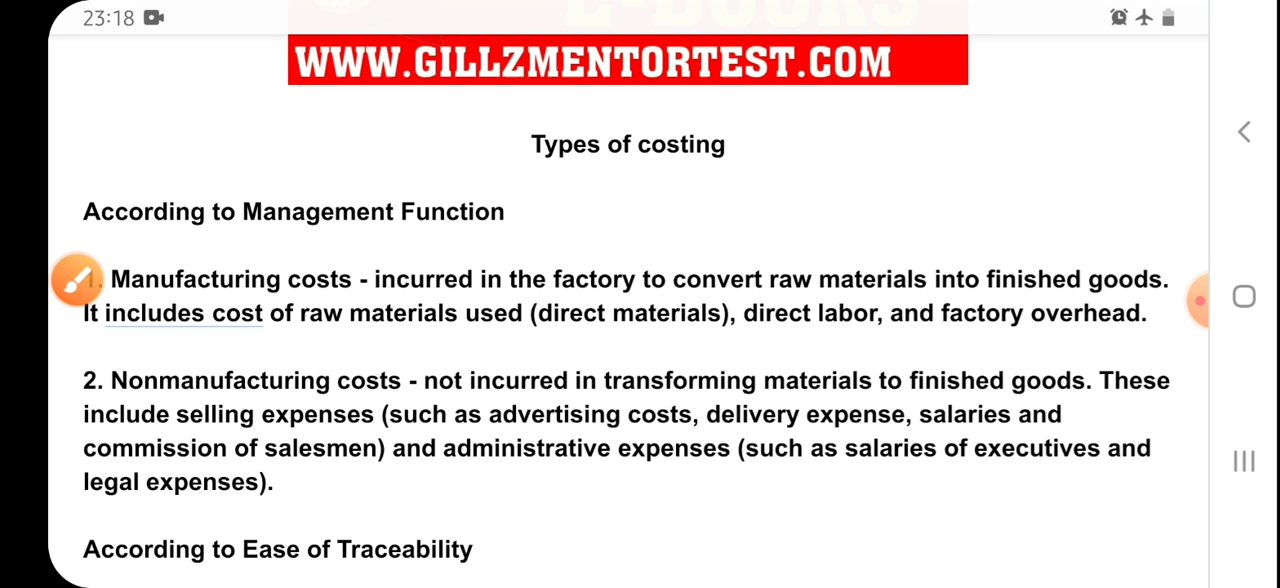 23:18
E-BOOKS
WWW.GILLZMENTORTEST.COM
Types of costing
According to Management Function
1. Manufacturing costs - incurred in the factory to convert raw materials into finished goods.
It includes cost of raw materials used (direct materials), direct labor, and factory overhead.
2. Nonmanufacturing costs - not incurred in transforming materials to finished goods. These
include selling expenses (such as advertising costs, delivery expense, salaries and
commission of salesmen) and administrative expenses (such as salaries of executives and
legal expenses).
According to Ease of Traceability